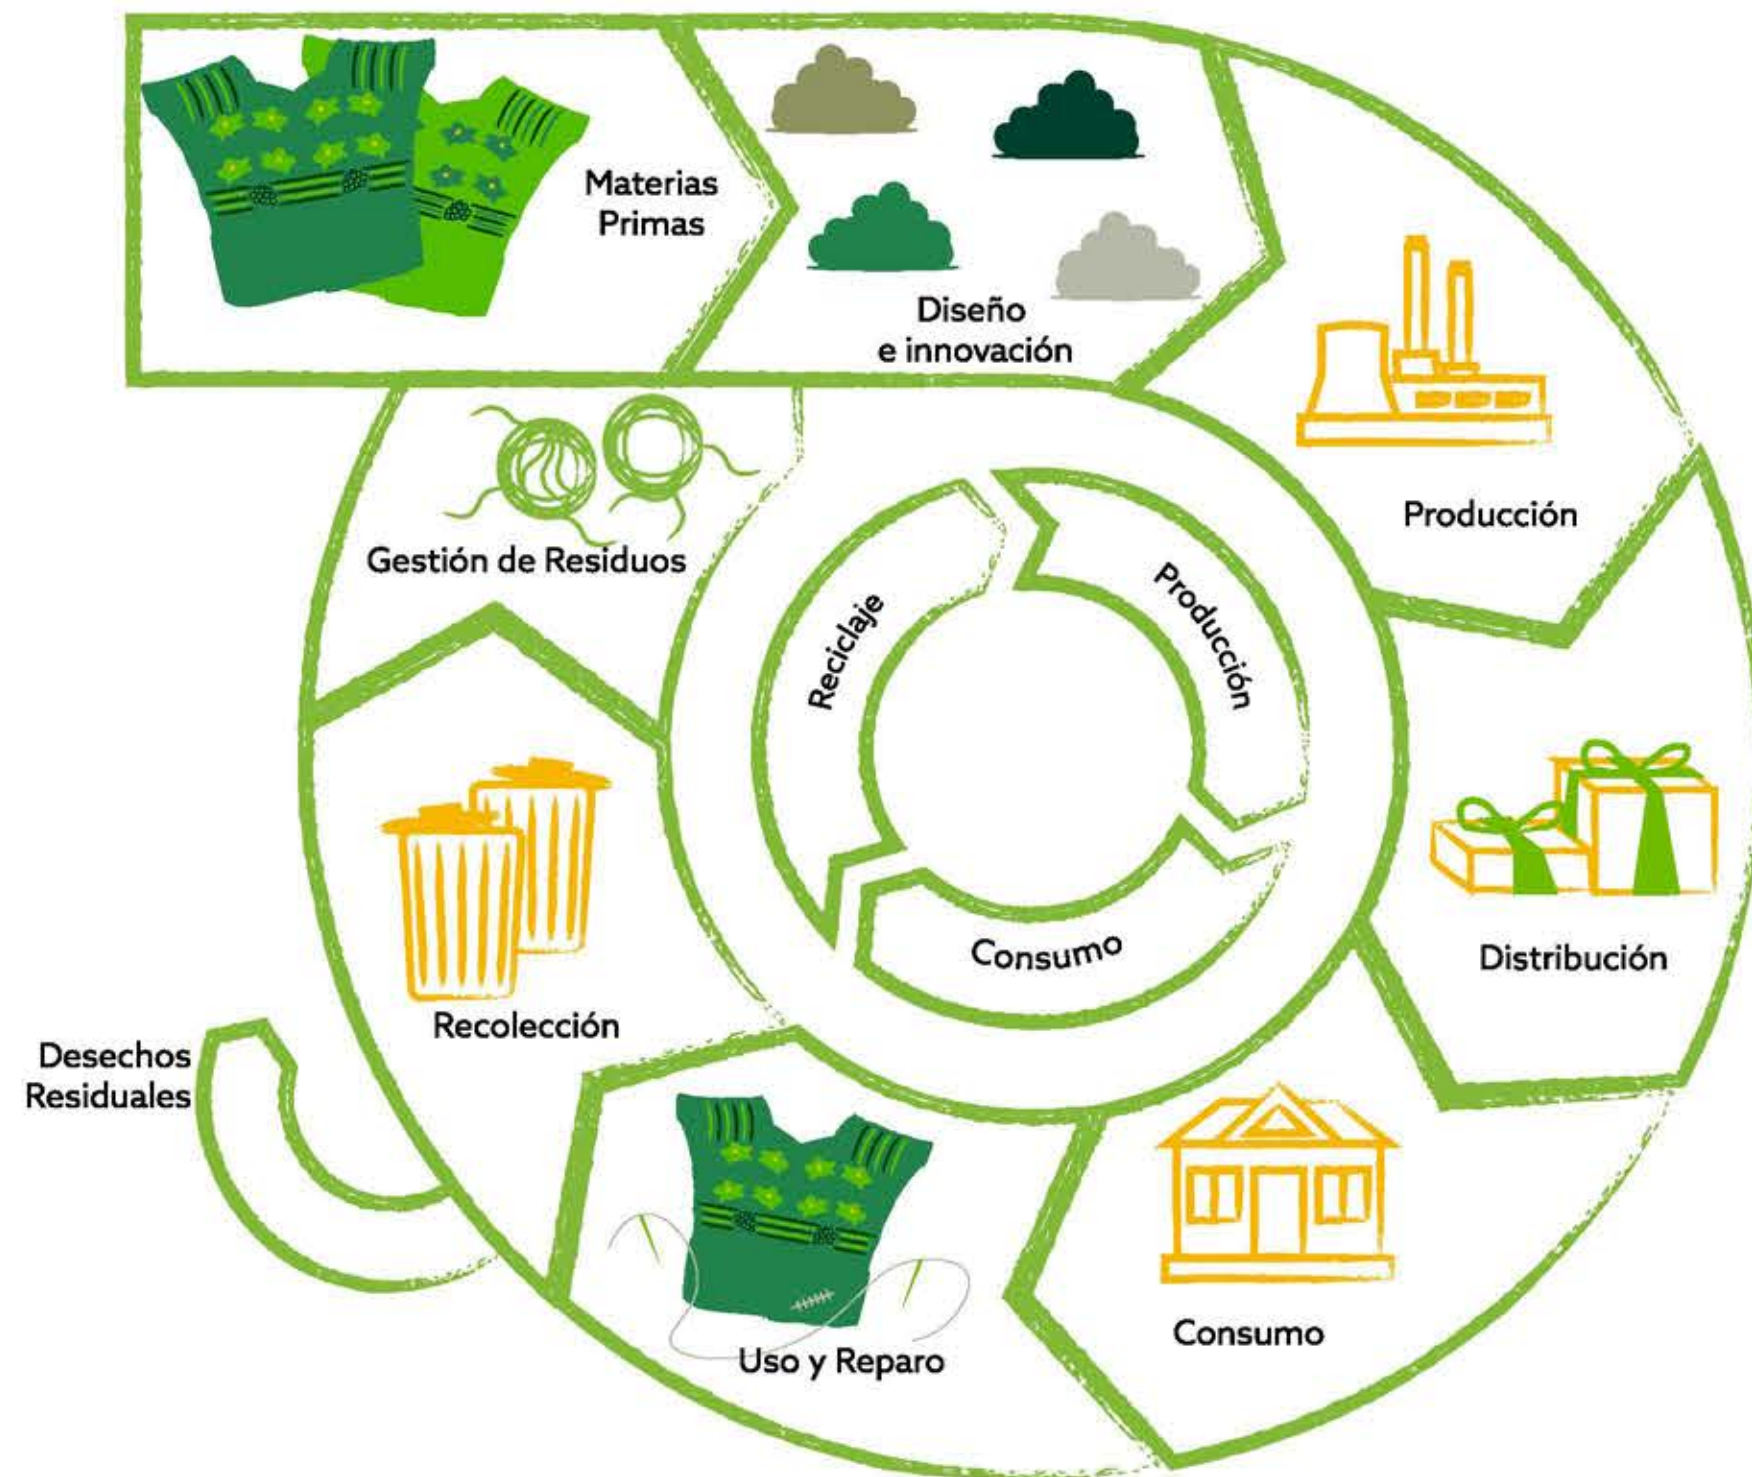 Materias
Primas
Diseño
e innovación
Producción
Gestión de Residuos
Reciclaje
Producción
Consumo
Distribución
Recolección
Desechos
Residuales
Uso y Reparo
Consumo